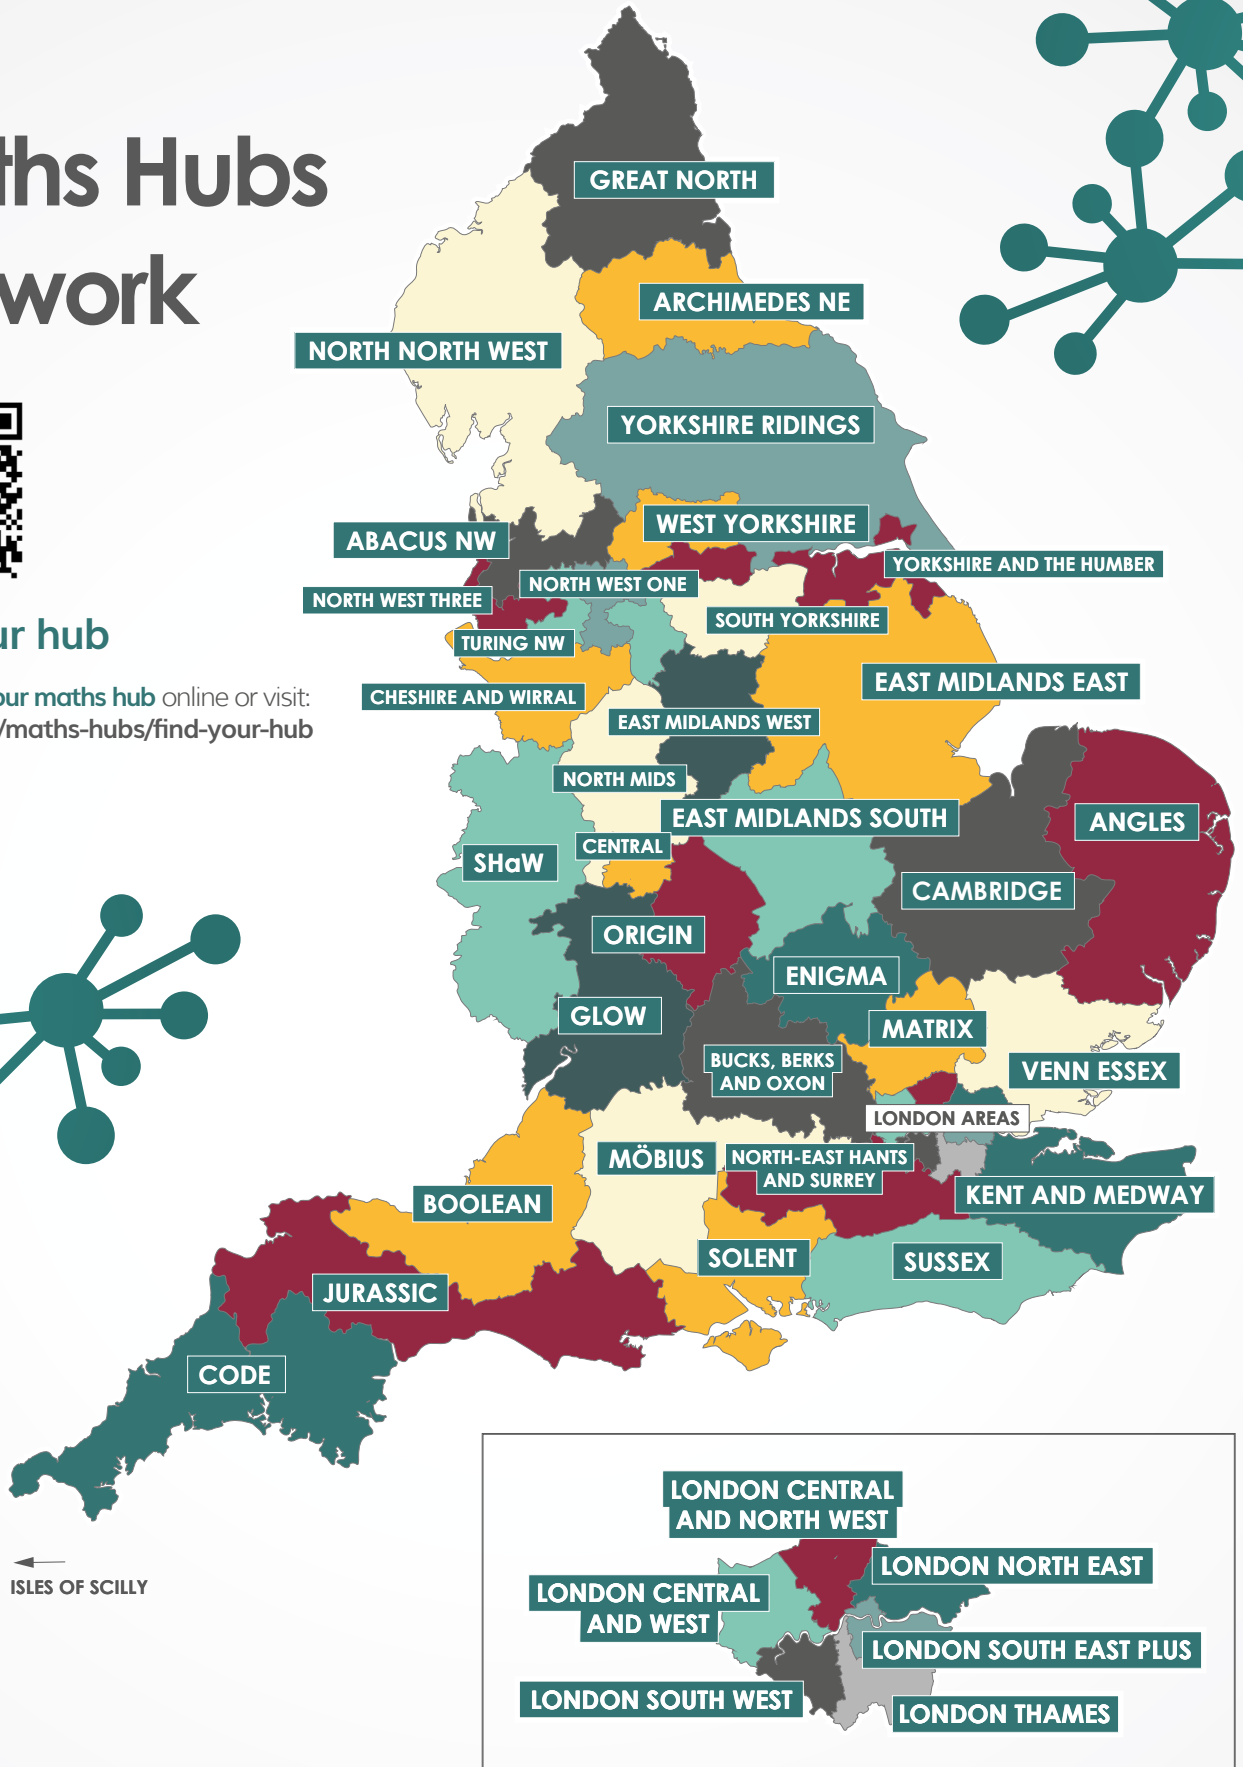 ths Hubs
work
ur hub
our maths hub online or visit:
/maths-hubs/find-your-hub
GREAT NORTH
ARCHIMEDES NE
NORTH NORTH WEST
YORKSHIRE RIDINGS
WEST YORKSHIRE
ABACUS NW
YORKSHIRE AND THE HUMBER
NORTH WEST ONE
NORTH WEST THREE
SOUTH YORKSHIRE
TURING NW
EAST MIDLANDS EAST
CHESHIRE AND WIRRAL
EAST MIDLANDS WEST
NORTH MIDS
EAST MIDLANDS SOUTH
ANGLES
CENTRAL
SHaW
CAMBRIDGE
ORIGIN
ENIGMA
GLOW
MATRIX
BUCKS, BERKS
AND OXON
VENN ESSEX
LONDON AREAS
MÖBIUS
NORTH-EAST HANTS
AND SURREY
KENT AND MEDWAY
BOOLEAN
SOLENT
SUSSEX
JURASSIC
CODE
ISLES OF SCILLY
LONDON CENTRAL
AND NORTH WEST
LONDON NORTH EAST
LONDON CENTRAL
AND WEST
LONDON SOUTH EAST PLUS
LONDON SOUTH WEST
LONDON THAMES